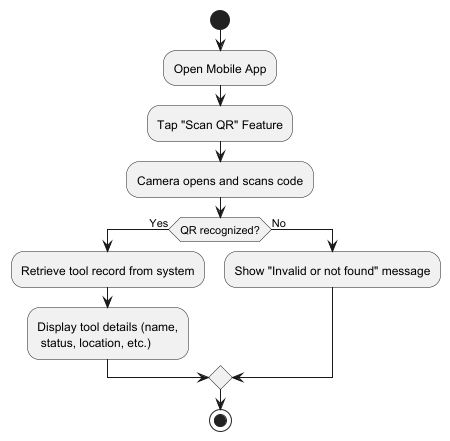 Open Mobile App
Tap "Scan QR" Feature
Camera opens and scans code
QR recognized?
Yes
No
Retrieve tool record from system
Show "Invalid or not found" message
Display tool details (name,
status, location, etc.)